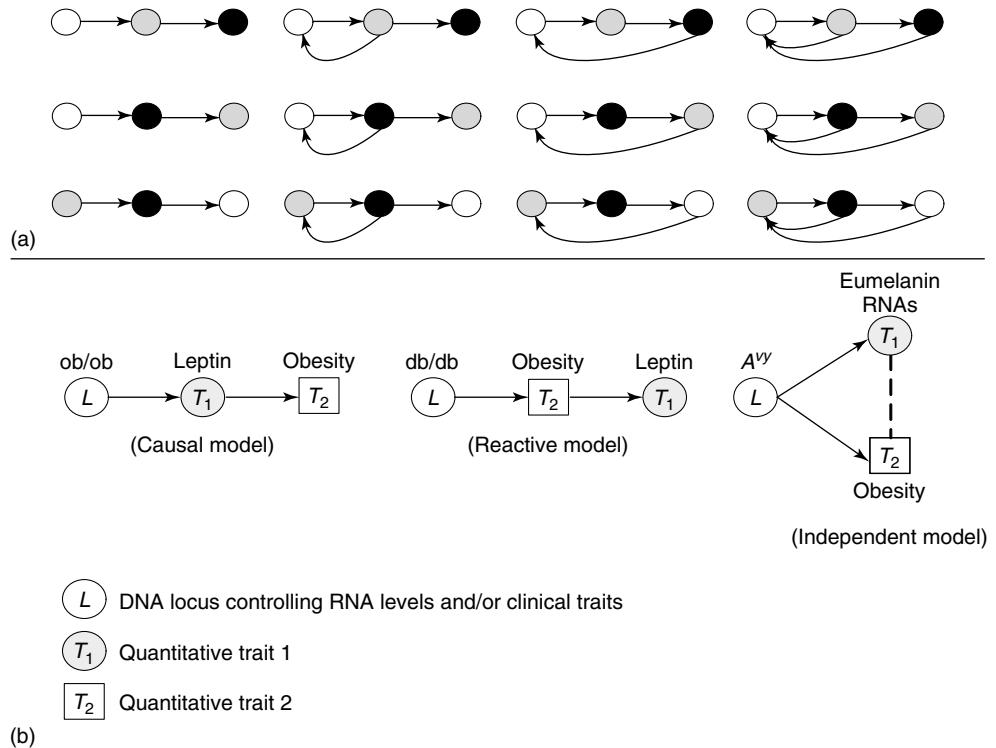 (a)
ob/ob
Leptin
Obesity
L
T1
T2
(Causal model)
db/db
Obesity
Leptin
L
T2
T1
(Reactive model)
Eumelanin
RNAs
T1
Avy
L
T2
Obesity
(Independent model)
L DNA locus controlling RNA levels and/or clinical traits
T1 Quantitative trait 1
T2 Quantitative trait 2
(b)